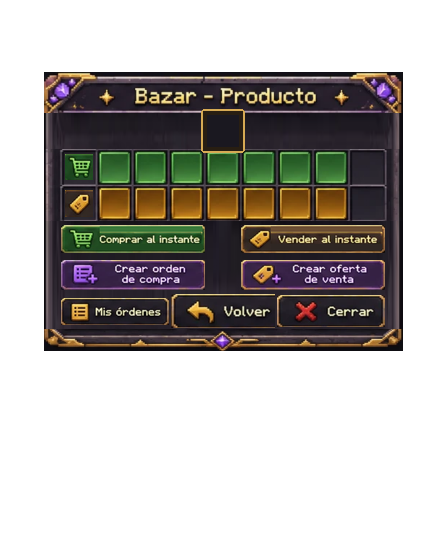 Bazar - Producto
Comprar al instante
Vender al instante
Crear orden
de compra
Crear oferta
de venta
Mis órdenes
Volver
Cerrar